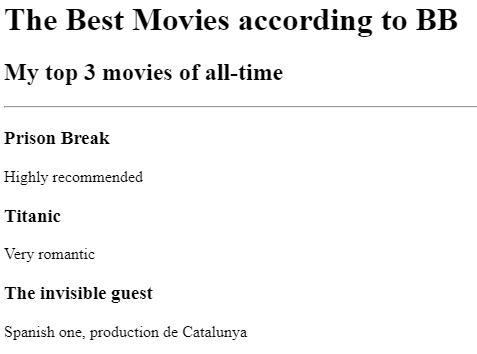 The Best Movies according to BB
My top 3 movies of all-time
Prison Break
Highly recommended
Titanic
Very romantic
The invisible guest
Spanish one, production de Catalunya